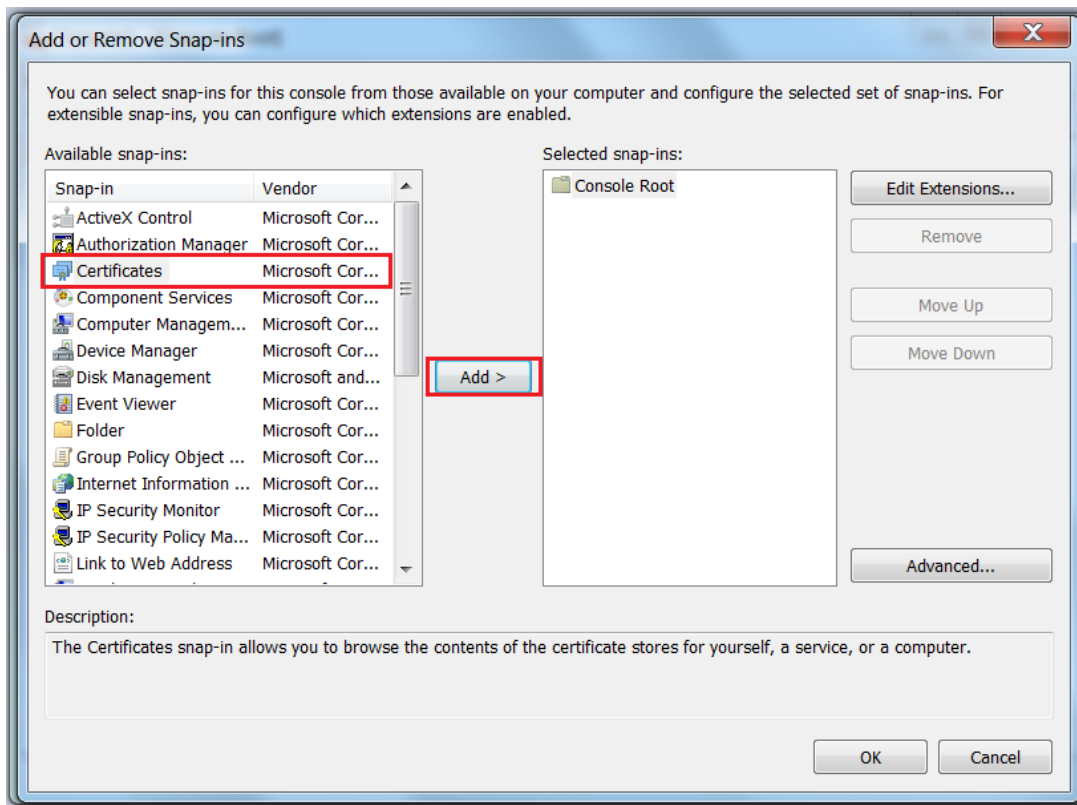 Add or Remove Snap-ins
You can select snap-ins for this console from those available on your computer and configure the selected set of snap-ins. For
extensible snap-ins, you can configure which extensions are enabled.
Available snap-ins:
Selected snap-ins:
Snap-in Vendor
ActiveX Control Microsoft Cor...
Authorization Manager Microsoft Cor...
Certificates Microsoft Cor...
Component Services Microsoft Cor...
Computer Managem... Microsoft Cor...
Device Manager Microsoft Cor...
Disk Management Microsoft and...
Event Viewer Microsoft Cor...
Folder Microsoft Cor...
Group Policy Object ... Microsoft Cor...
Internet Information ... Microsoft Cor...
IP Security Monitor Microsoft Cor...
IP Security Policy Ma... Microsoft Cor...
Link to Web Address Microsoft Cor...
Add >
Console Root
Edit Extensions...
Remove
Move Up
Move Down
Advanced...
Description:
The Certificates snap-in allows you to browse the contents of the certificate stores for yourself, a service, or a computer.
OK
Cancel